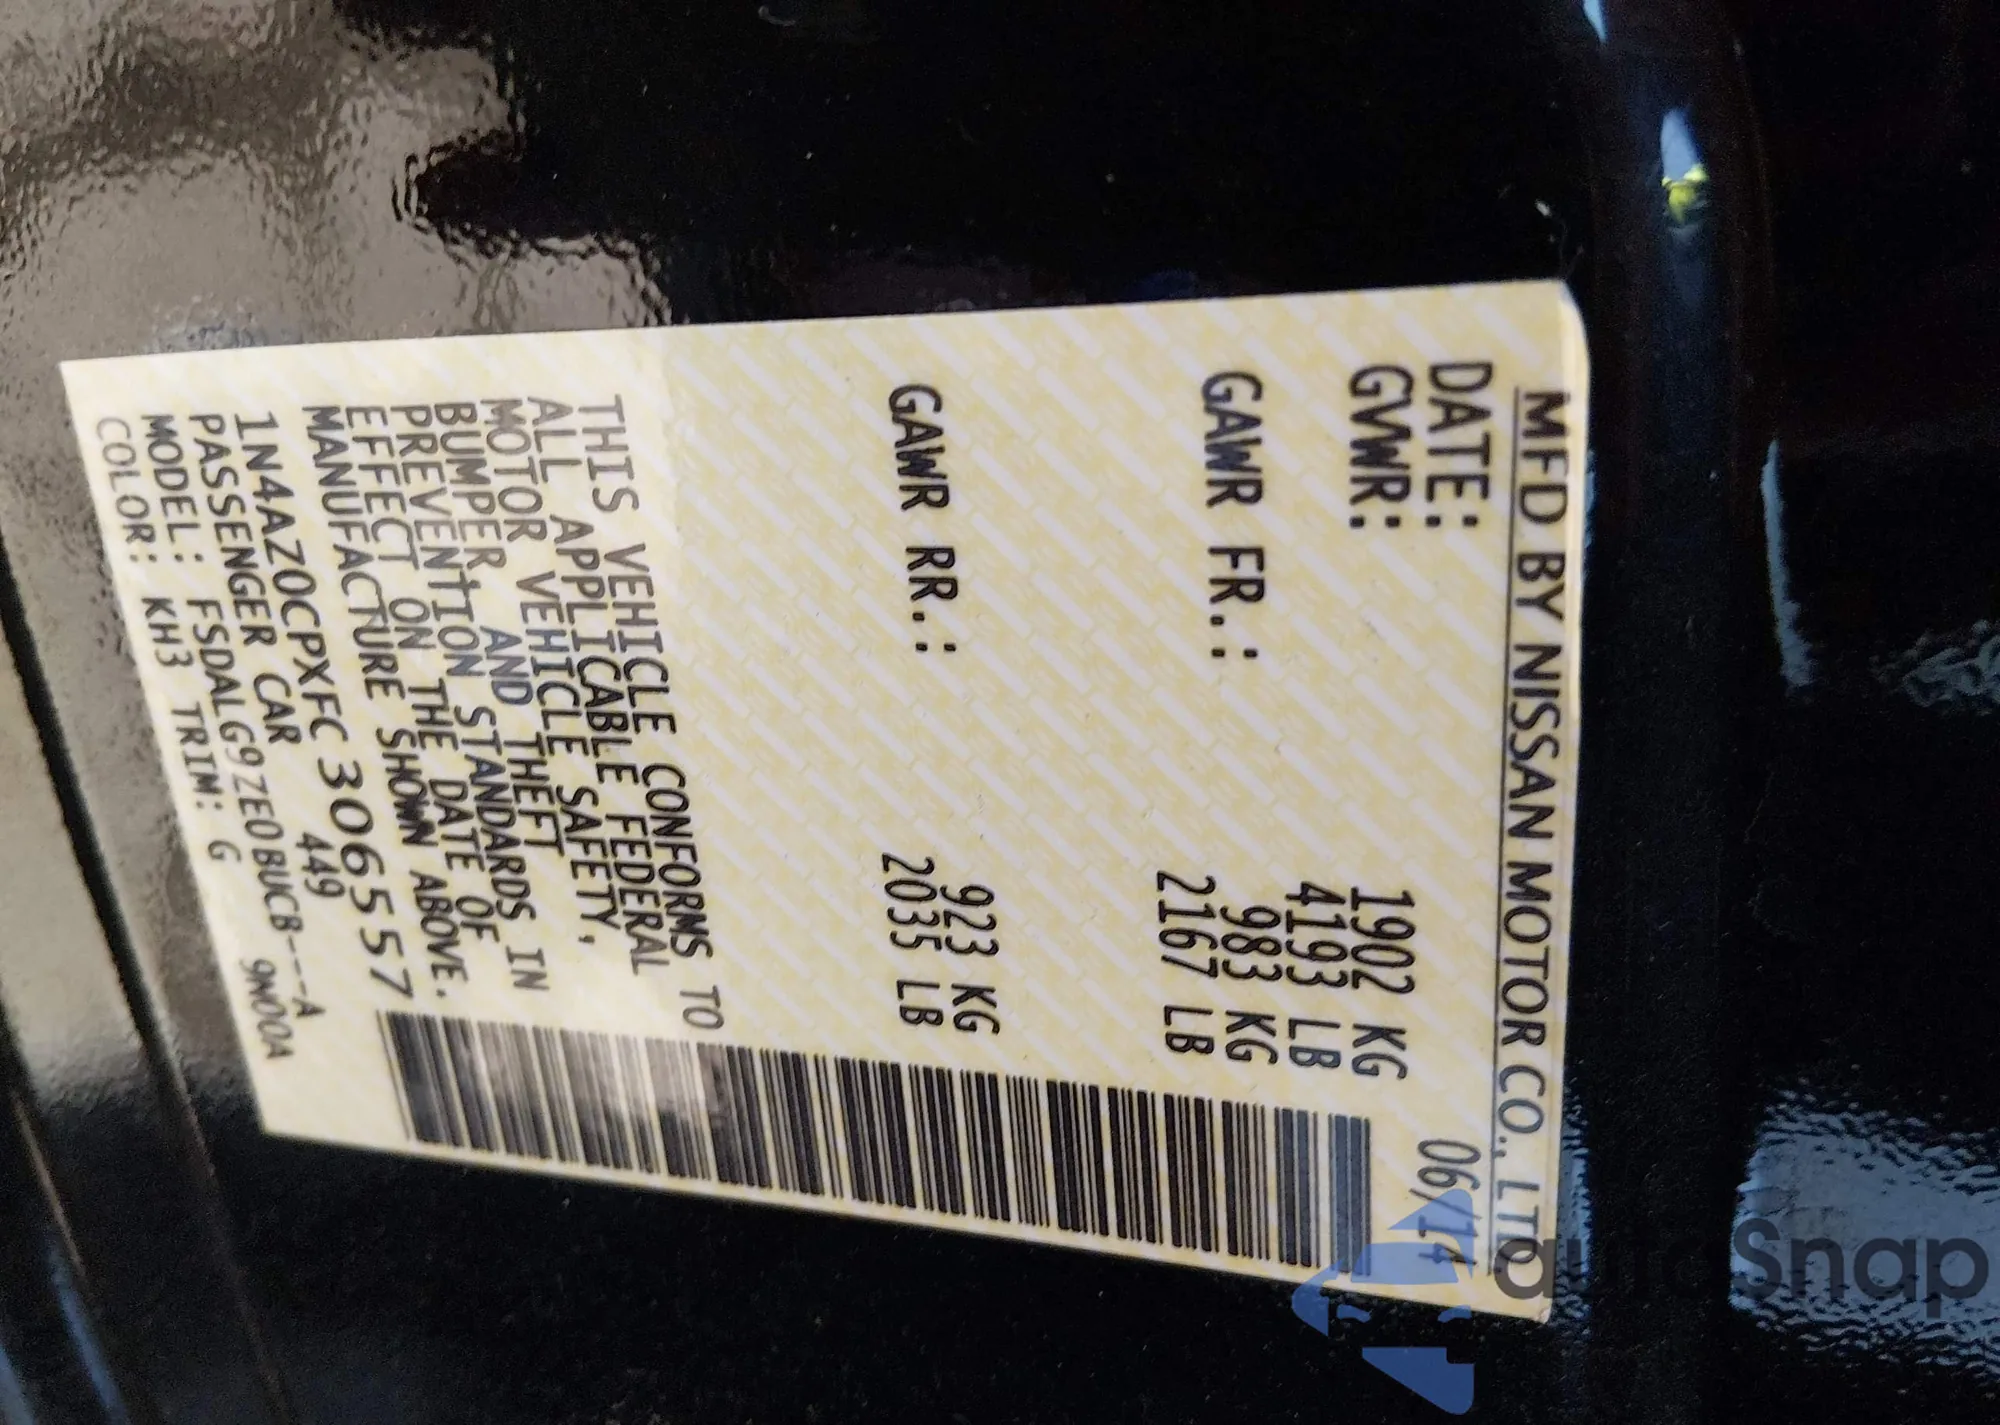 MFD BY NISSAN MOTOR CO., LTD
DATE: 06/14
GVWR: 1902 KG
4193 LB
GAWR FR.: 983 KG
2167 LB
GAWR RR.: 923 KG
2035 LB
THIS VEHICLE CONFORMS TO
ALL APPLICABLE FEDERAL
MOTOR VEHICLE SAFETY,
BUMPER, AND THEFT
PREVENTION STANDARDS IN
EFFECT ON THE DATE OF
MANUFACTURE SHOWN ABOVE.
1N4AZ0CPXFC306557
PASSENGER CAR 449
MODEL: FSDALG9ZE0BUCB---A
COLOR: KH3 TRIM: G 9N00A
autoSnap